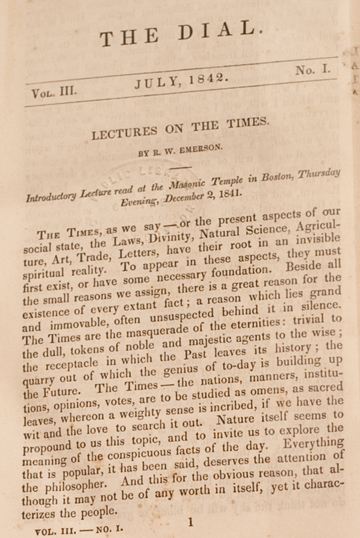 THE DIAL.
VOL. III. JULY, 1842. No. I.
LECTURES ON THE TIMES.
BY R. W. EMERSON.
Introductory Lecture read at the Masonic Temple in Boston, Thursday
Evening, December 2, 1841.
THE TIMES, as we say — or the present aspects of our
social state, the Laws, Divinity, Natural Science, Agricul-
ture, Art, Trade, Letters, have their root in an invisible
spiritual reality. To appear in these aspects, they must
first exist, or have some necessary foundation. Beside all
the small reasons we assign, there is a great reason for the
existence of every extant fact; a reason which lies grand
and immovable, often unsuspected behind it in silence.
The Times are the masquerade of the eternities: trivial to
the dull, tokens of noble and majestic agents to the wise;
the receptacle in which the Past leaves its history; the
quarry out of which the genius of to-day is building up
the Future. The Times — the nations, manners, institu-
tions, opinions, votes, are to be studied as omens, as sacred
leaves, whereon a weighty sense is incribed, if we have the
wit and the love to search it out. Nature itself seems to
propound to us this topic, and to invite us to explore the
meaning of the conspicuous facts of the day. Everything
that is popular, it has been said, deserves the attention of
the philosopher. And this for the obvious reason, that al-
though it may not be of any worth in itself, yet it charac-
terizes the people.
VOL. III. — NO. I. 1